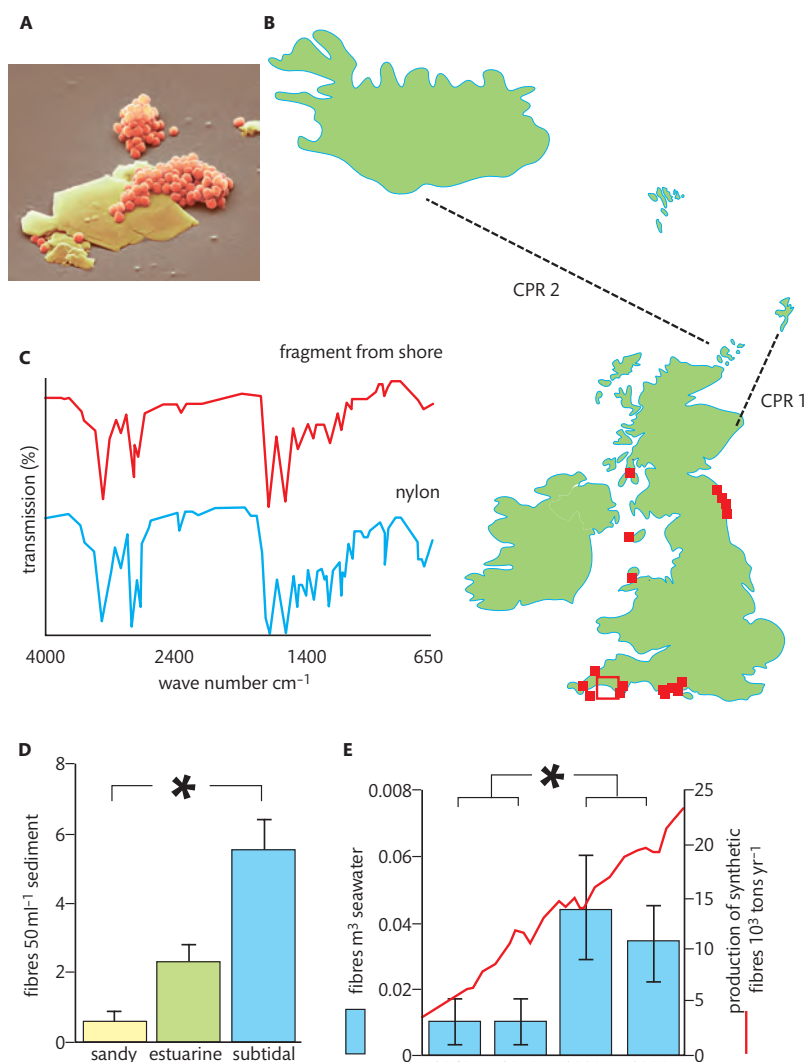 A
B
CPR 2
CPR 1
C
fragment from shore
nylon
transmission (%)
4000 2400 1400 650
wave number cm⁻¹
D
fibres 50 ml⁻¹ sediment
8
6
4
2
0
*
sandy estuarine subtidal
E
fibres m³ seawater
0.008
0.06
0.04
0.02
0.01
0
*
25
20
15
10
5
0
production of synthetic
fibres 10³ tons yr⁻¹